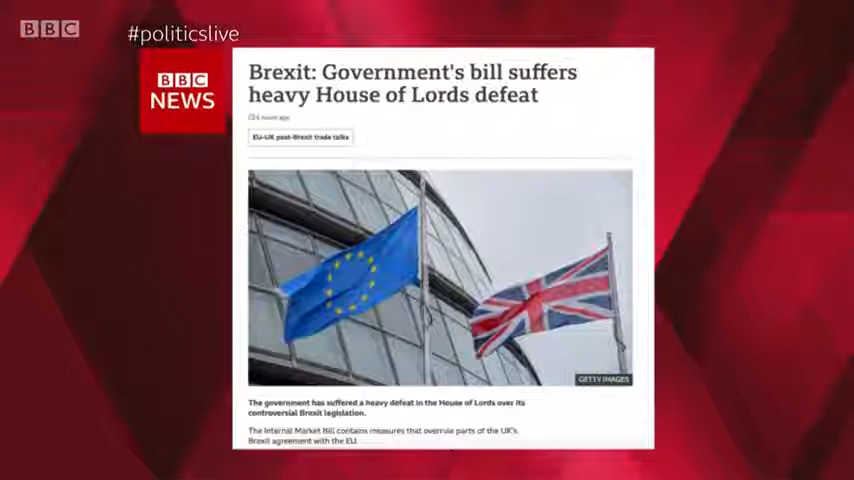 BBC
#politicslive
BBC
NEWS
Brexit: Government's bill suffers
heavy House of Lords defeat
hours ago
EU-UK post-Brexit trade talks
GETTY IMAGES
The government has suffered a heavy defeat in the House of Lords over its
controversial Brexit legislation.
The Internal Market Bill contains measures that overrule parts of the UK's
Brexit agreement with the EU.